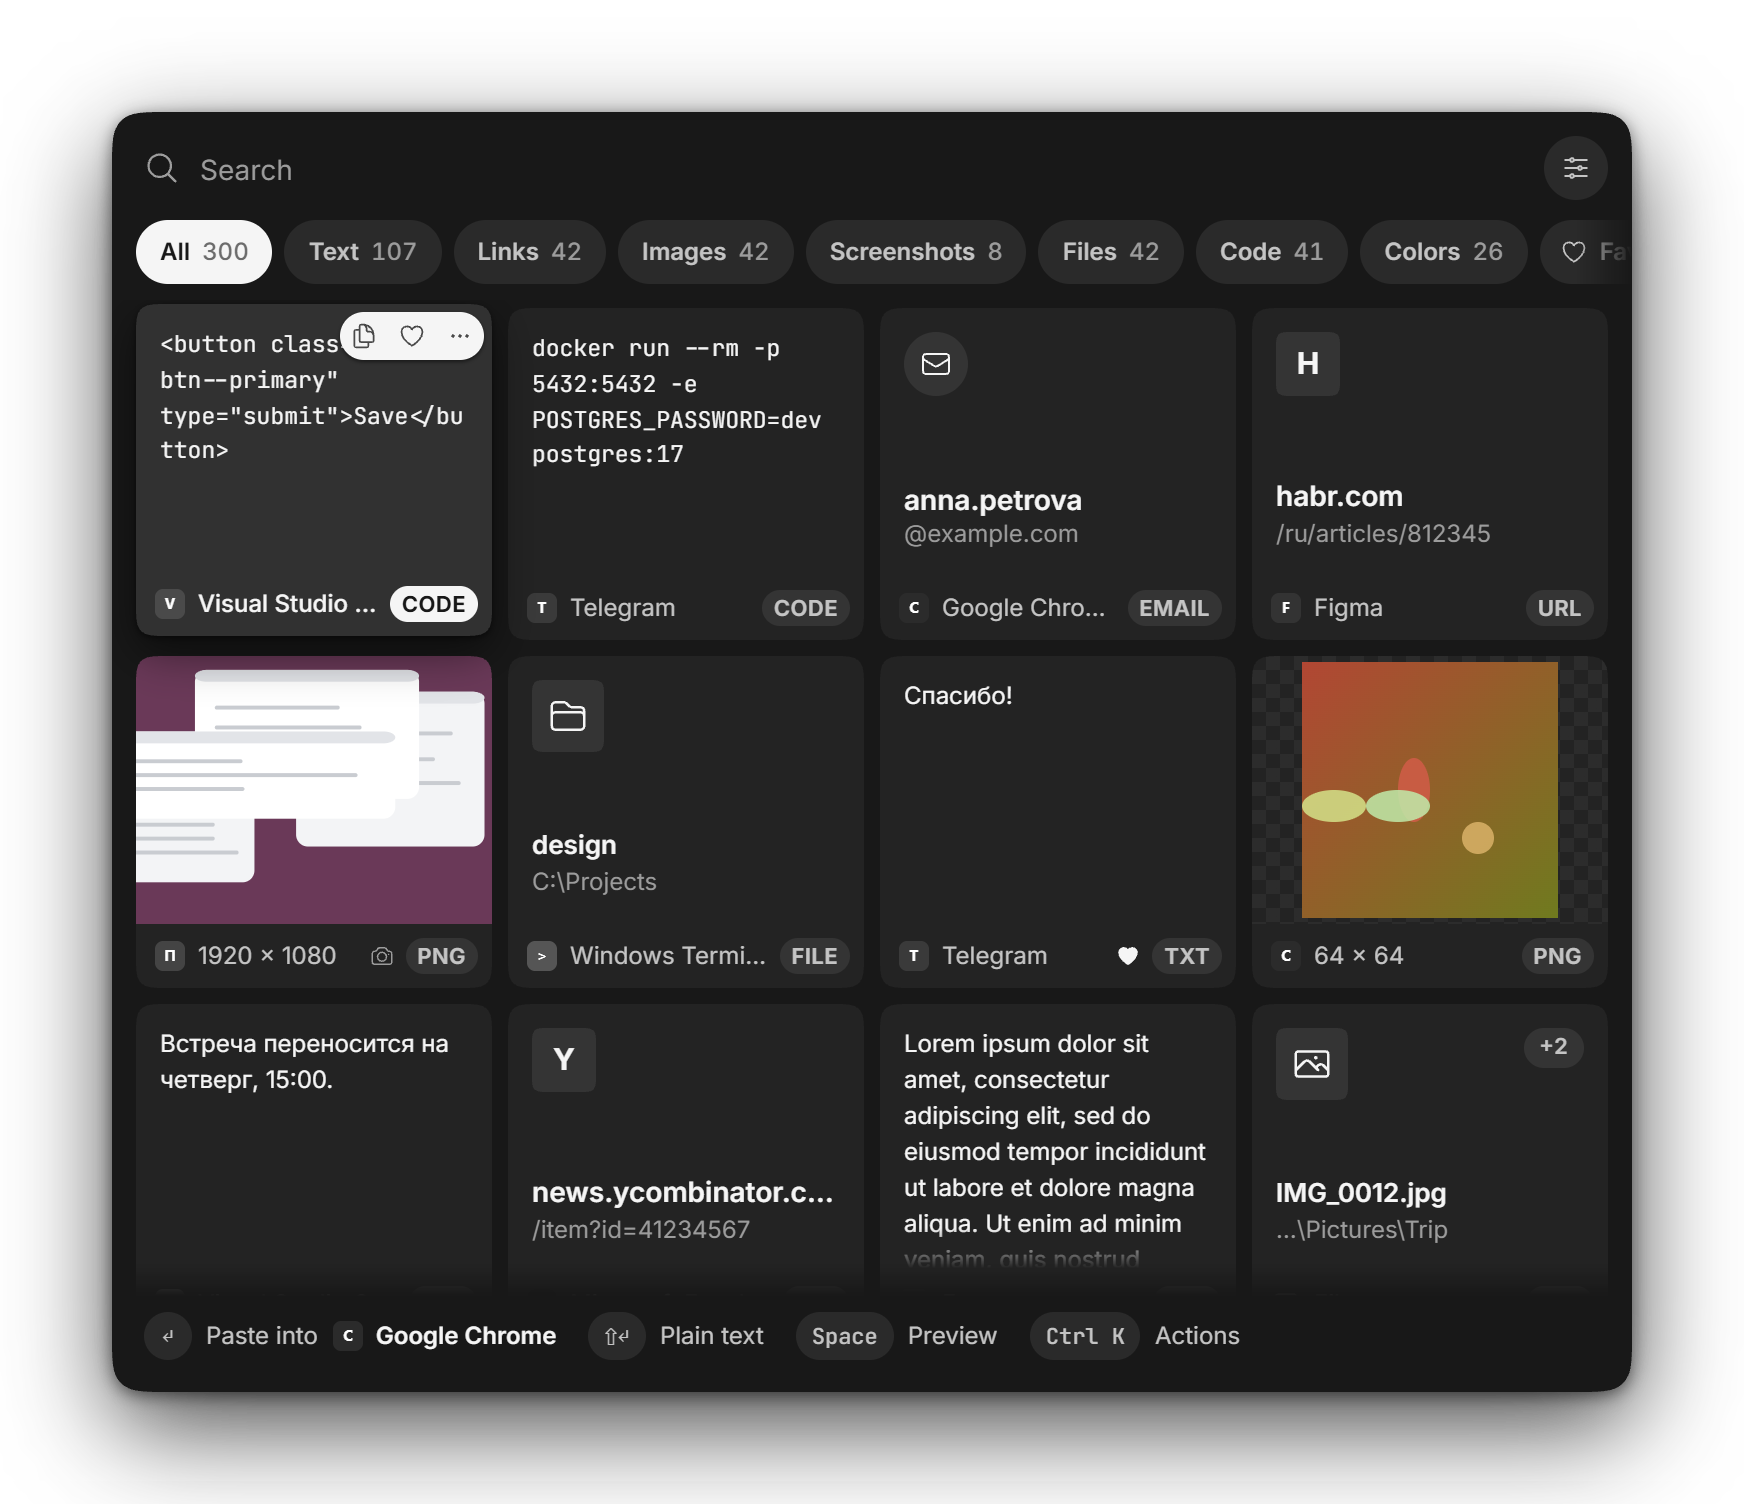 Search
All 300 Text 107 Links 42 Images 42 Screenshots 8 Files 42 Code 41 Colors 26
<button class
btn--primary"
type="submit">Save</bu
tton>
V Visual Studio ... CODE
docker run --rm -p
5432:5432 -e
POSTGRES_PASSWORD=dev
postgres:17
T Telegram CODE
anna.petrova
@example.com
C Google Chro... EMAIL
H
habr.com
/ru/articles/812345
F Figma URL
П 1920 × 1080 PNG
design
C:\Projects
> Windows Termi... FILE
Спасибо!
T Telegram TXT
C 64 × 64 PNG
Встреча переносится на
четверг, 15:00.
Y
news.ycombinator.c...
/item?id=41234567
Lorem ipsum dolor sit
amet, consectetur
adipiscing elit, sed do
eiusmod tempor incididunt
ut labore et dolore magna
aliqua. Ut enim ad minim
veniam, quis nostrud
+2
IMG_0012.jpg
...\Pictures\Trip
Paste into C Google Chrome Plain text Space Preview Ctrl K Actions